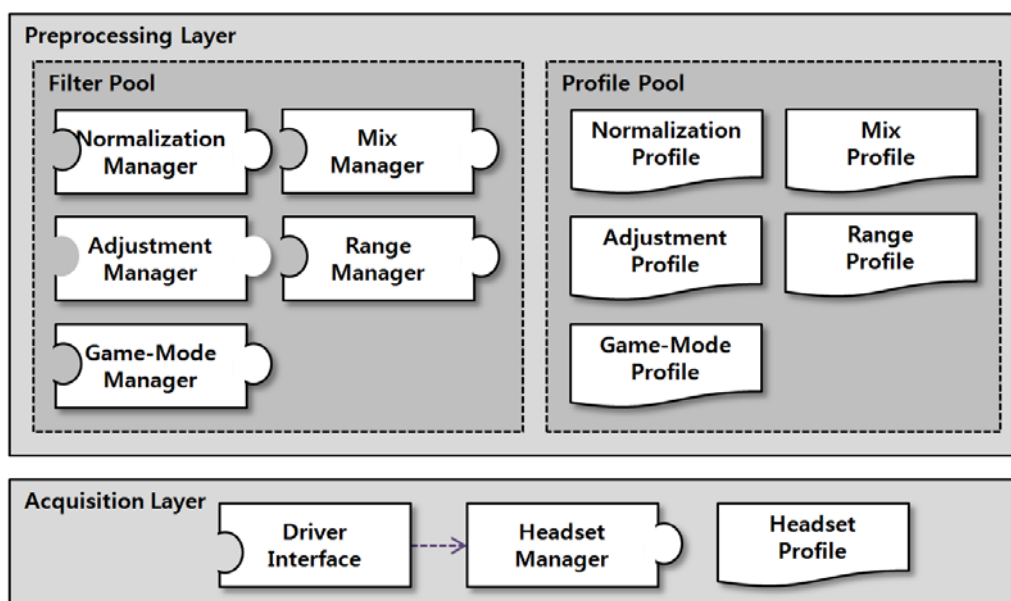 Preprocessing Layer
Filter Pool
Normalization
Manager
Mix
Manager
Adjustment
Manager
Range
Manager
Game-Mode
Manager
Profile Pool
Normalization
Profile
Mix
Profile
Adjustment
Profile
Range
Profile
Game-Mode
Profile
Acquisition Layer
Driver
Interface
Headset
Manager
Headset
Profile